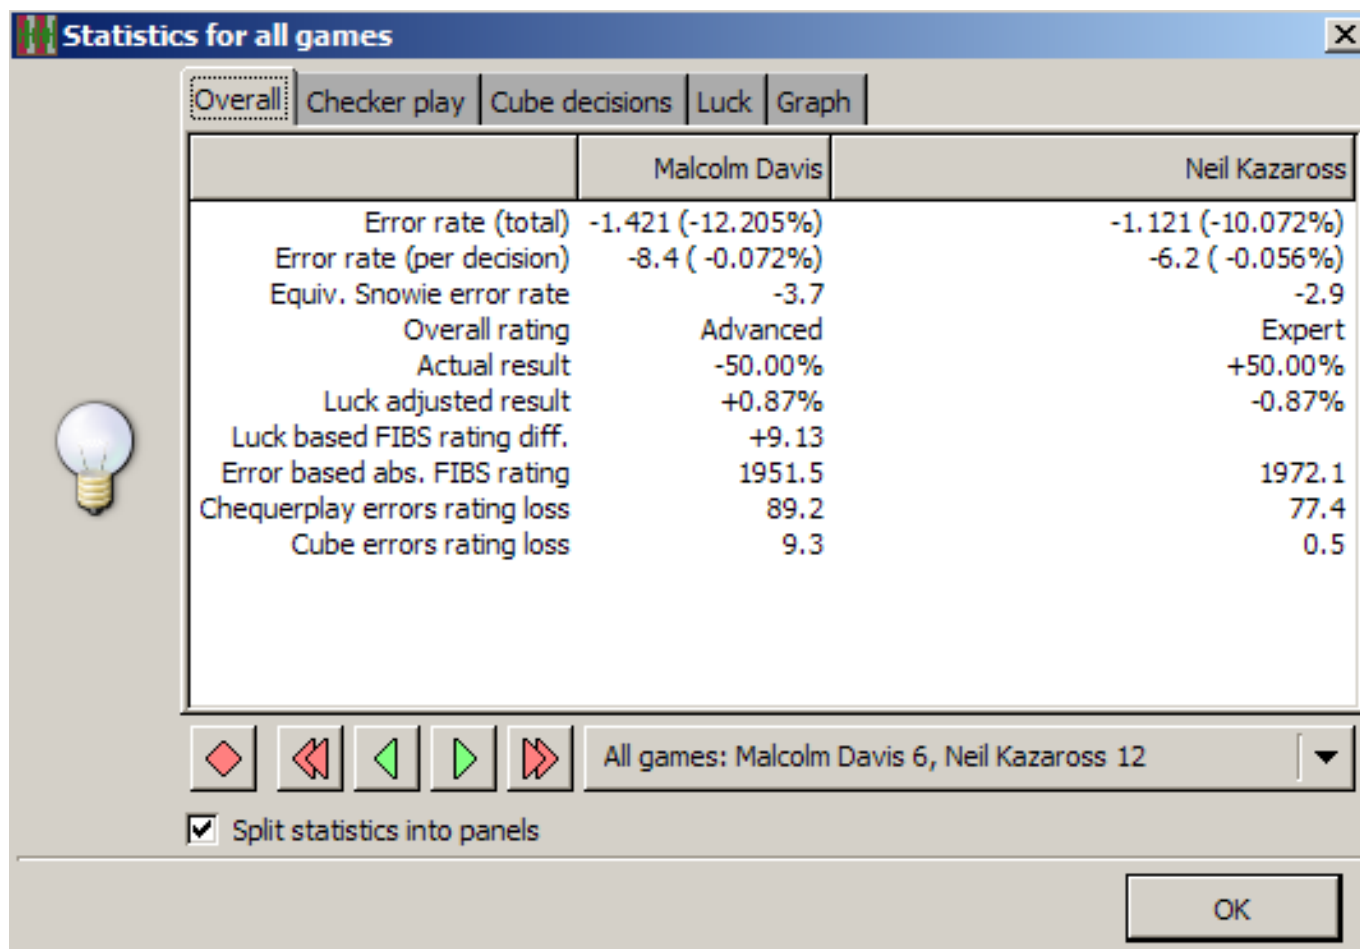 Statistics for all games
Overall Checker play Cube decisions Luck Graph
Malcolm Davis Neil Kazaross
Error rate (total) -1.421 (-12.205%) -1.121 (-10.072%)
Error rate (per decision) -8.4 ( -0.072%) -6.2 ( -0.056%)
Equiv. Snowie error rate -3.7 -2.9
Overall rating Advanced Expert
Actual result -50.00% +50.00%
Luck adjusted result +0.87% -0.87%
Luck based FIBS rating diff. +9.13
Error based abs. FIBS rating 1951.5 1972.1
Chequerplay errors rating loss 89.2 77.4
Cube errors rating loss 9.3 0.5
All games: Malcolm Davis 6, Neil Kazaross 12
Split statistics into panels
OK